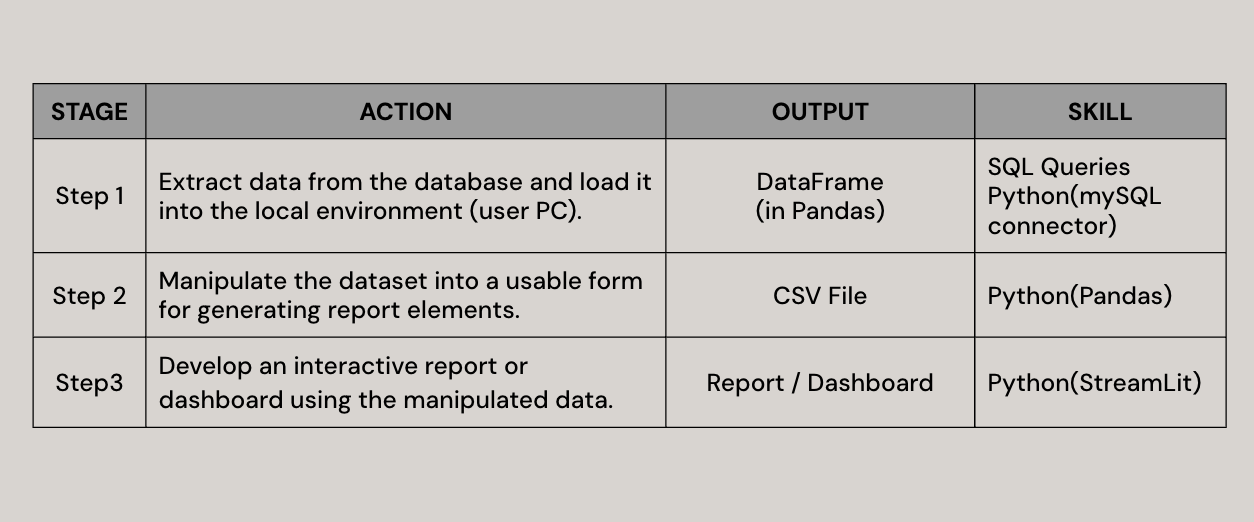 STAGE ACTION OUTPUT SKILL
Step 1
Extract data from the database and load it
into the local environment (user PC).
DataFrame
(in Pandas)
SQL Queries
Python(mySQL
connector)
Step 2
Manipulate the dataset into a usable form
for generating report elements.
CSV File
Python(Pandas)
Step3
Develop an interactive report or
dashboard using the manipulated data.
Report / Dashboard
Python(StreamLit)